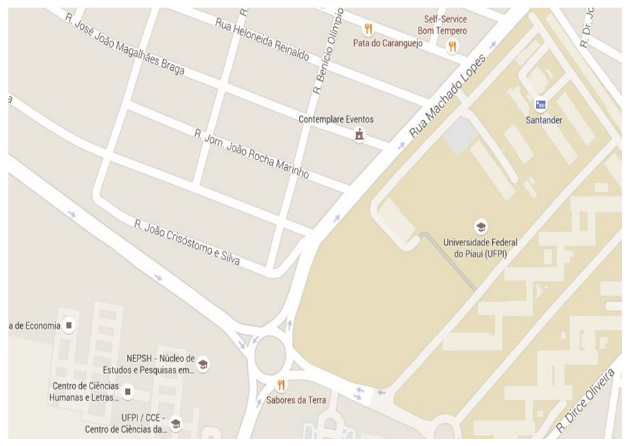 R. José João Magalhães Braga
Rua Heloneida Reinaldo
R. Benício Olímpio
Pata do Caranguejo
Self-Service
Bom Tempero
R. Dr. Jo
Rua Machado Lopes
Contemplare Eventos
Santander
R. Jorn. João Rocha Marinho
R. João Crisóstomo e Silva
Universidade Federal
do Piauí (UFPI)
a de Economia
NEPSH - Núcleo de
Estudos e Pesquisas em...
Centro de Ciências
Humanas e Letras...
Sabores da Terra
UFPI / CCE -
Centro de Ciências da...
R. Dirce Oliveira